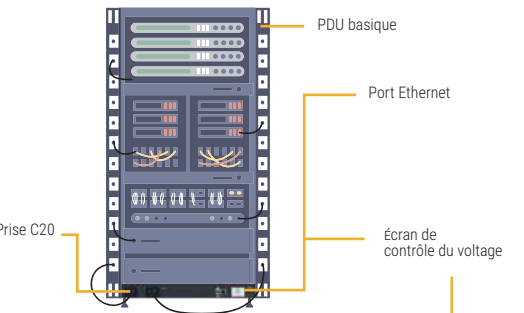 PDU basique
Port Ethernet
Prise C20
Écran de
contrôle du voltage